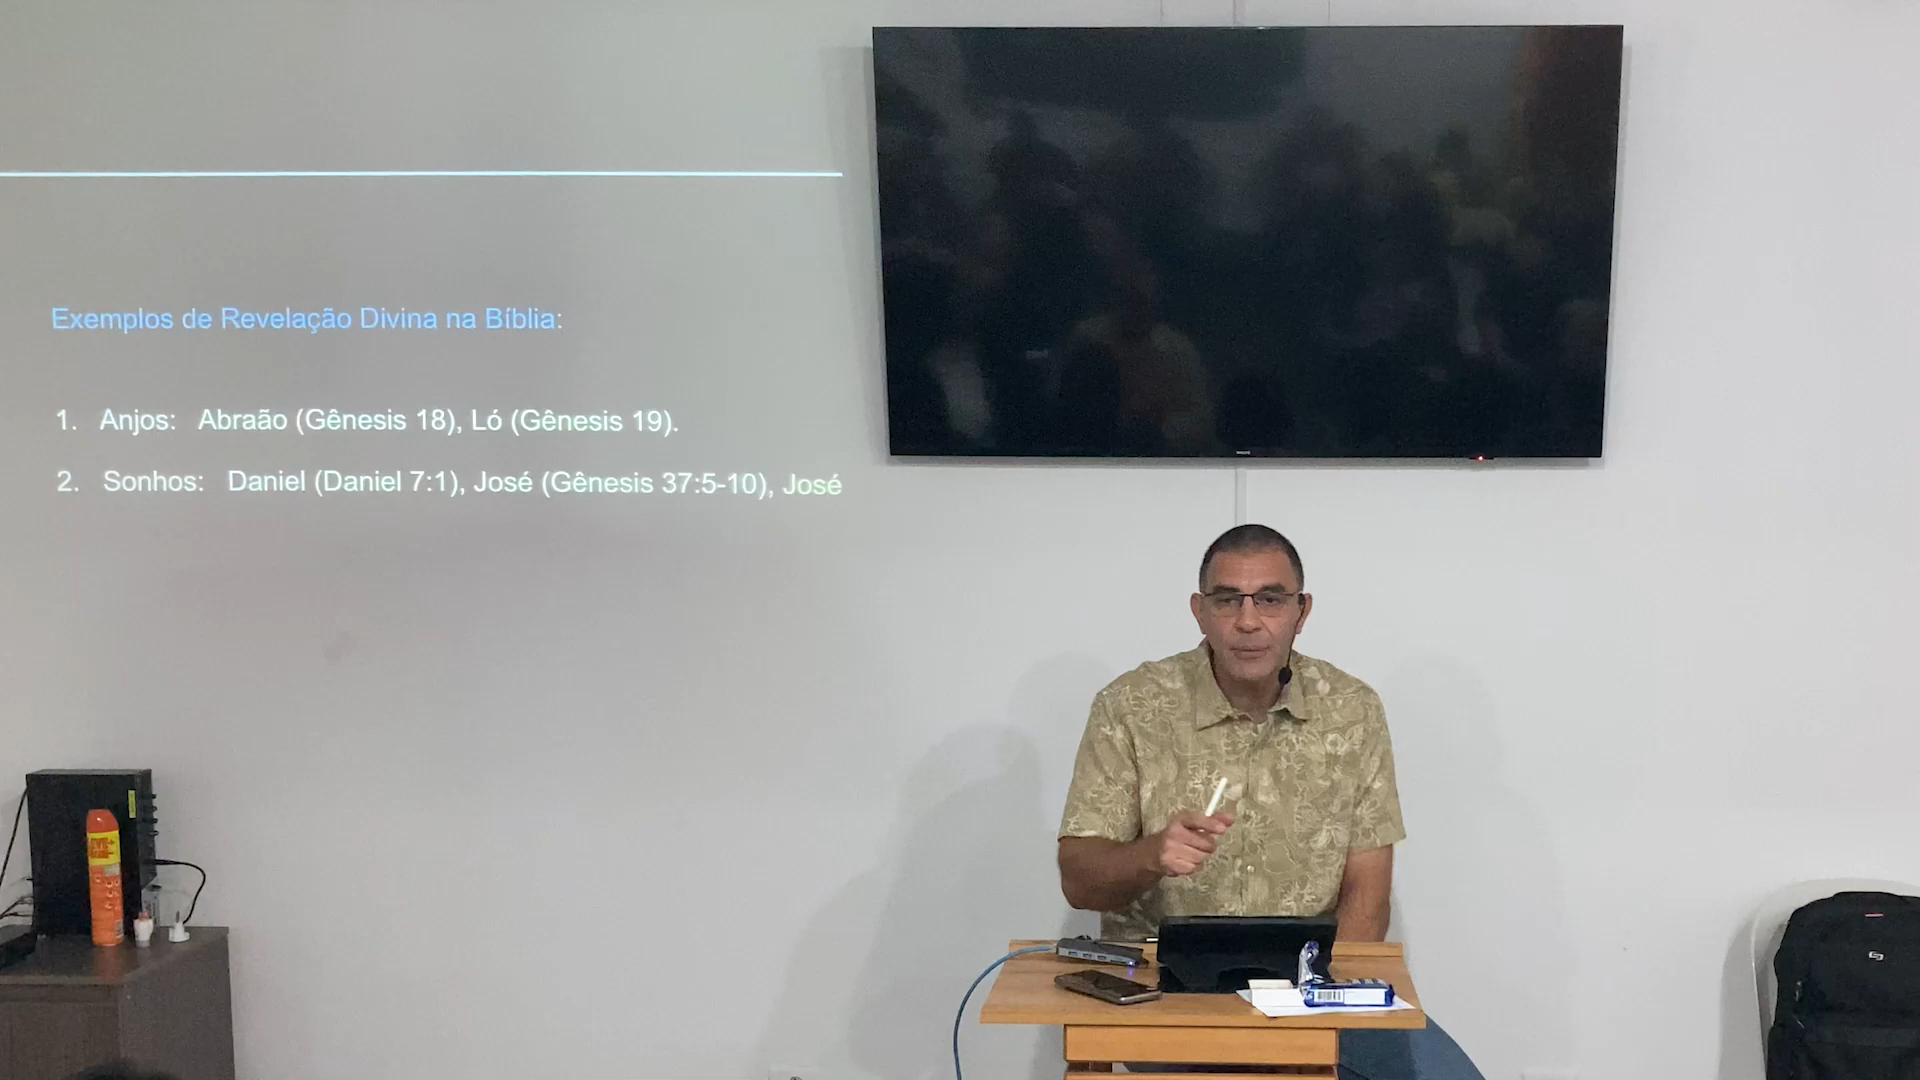 Exemplos de Revelação Divina na Bíblia:
1. Anjos: Abraão (Gênesis 18), Ló (Gênesis 19).
2. Sonhos: Daniel (Daniel 7:1), José (Gênesis 37:5-10), José